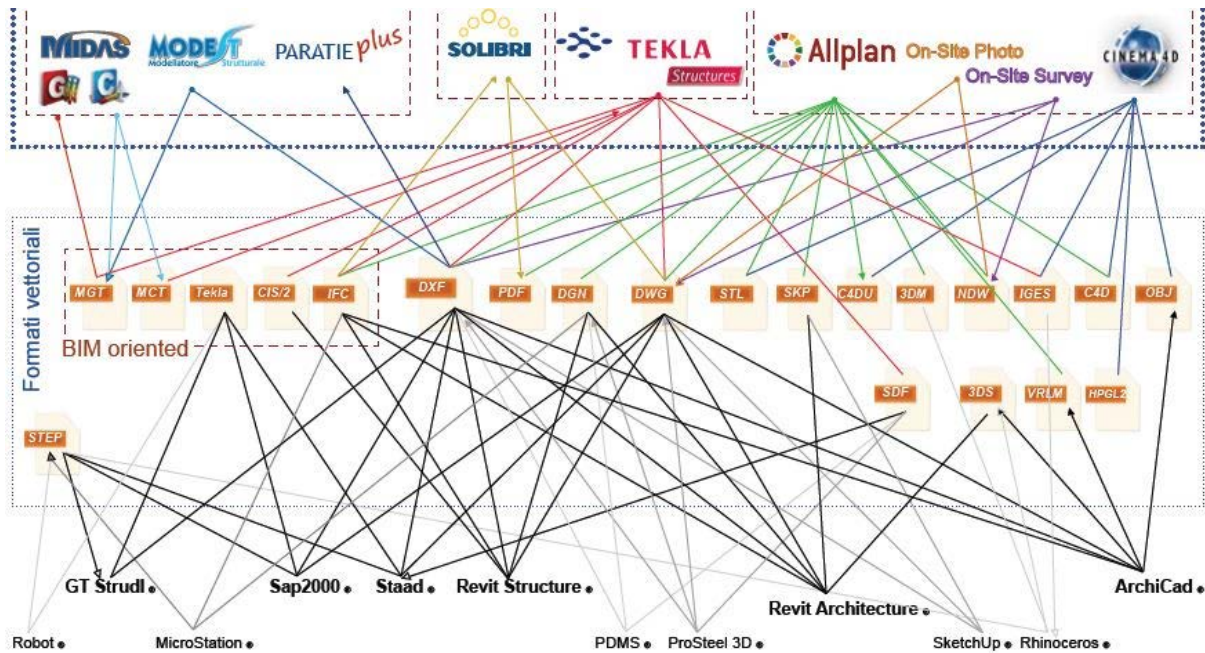 MIDAS
G
C
MODEST
Modellatore Strutturale
PARATIE plus
SOLIBRI
TEKLA
Structures
Allplan
On-Site Photo
On-Site Survey
CINEMA 4D
Formati vettoriali
MGT
MCT
Tekla
CIS/2
IFC
DXF
PDF
DGN
DWG
STL
SKP
C4DU
3DM
NDW
IGES
C4D
OBJ
BIM oriented
SDF
3DS
VRLM
HPGL2
STEP
GT Strudl
Sap2000
Staad
Revit Structure
Revit Architecture
ArchiCad
Robot
MicroStation
PDMS
ProSteel 3D
SketchUp
Rhinoceros